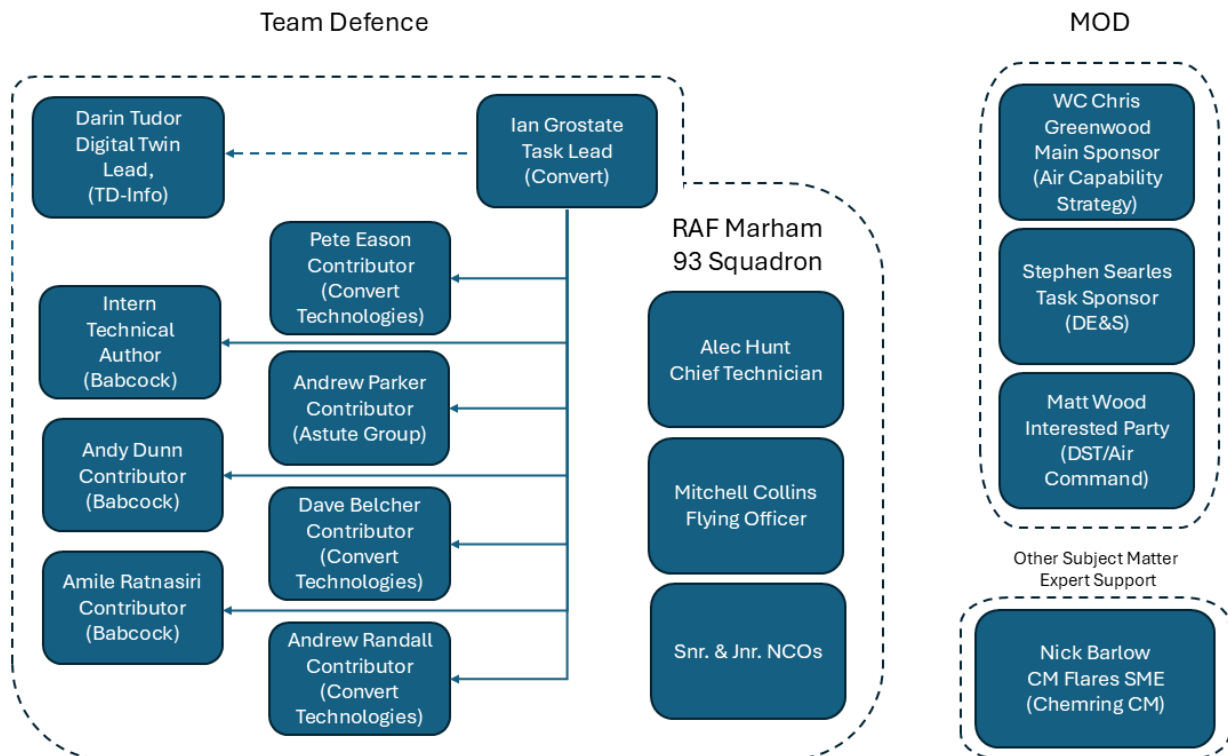 Team Defence
MOD
Darin Tudor
Digital Twin
Lead,
(TD-Info)
Ian Grostate
Task Lead
(Convert)
Pete Eason
Contributor
(Convert
Technologies)
Intern
Technical
Author
(Babcock)
Andrew Parker
Contributor
(Astute Group)
Andy Dunn
Contributor
(Babcock)
Dave Belcher
Contributor
(Convert
Technologies)
Amile Ratnasiri
Contributor
(Babcock)
Andrew Randall
Contributor
(Convert
Technologies)
RAF Marham
93 Squadron
Alec Hunt
Chief Technician
Mitchell Collins
Flying Officer
Snr. & Jnr. NCOs
WC Chris
Greenwood
Main Sponsor
(Air Capability
Strategy)
Stephen Searles
Task Sponsor
(DE&S)
Matt Wood
Interested Party
(DST/Air
Command)
Other Subject Matter
Expert Support
Nick Barlow
CM Flares SME
(Chemring CM)